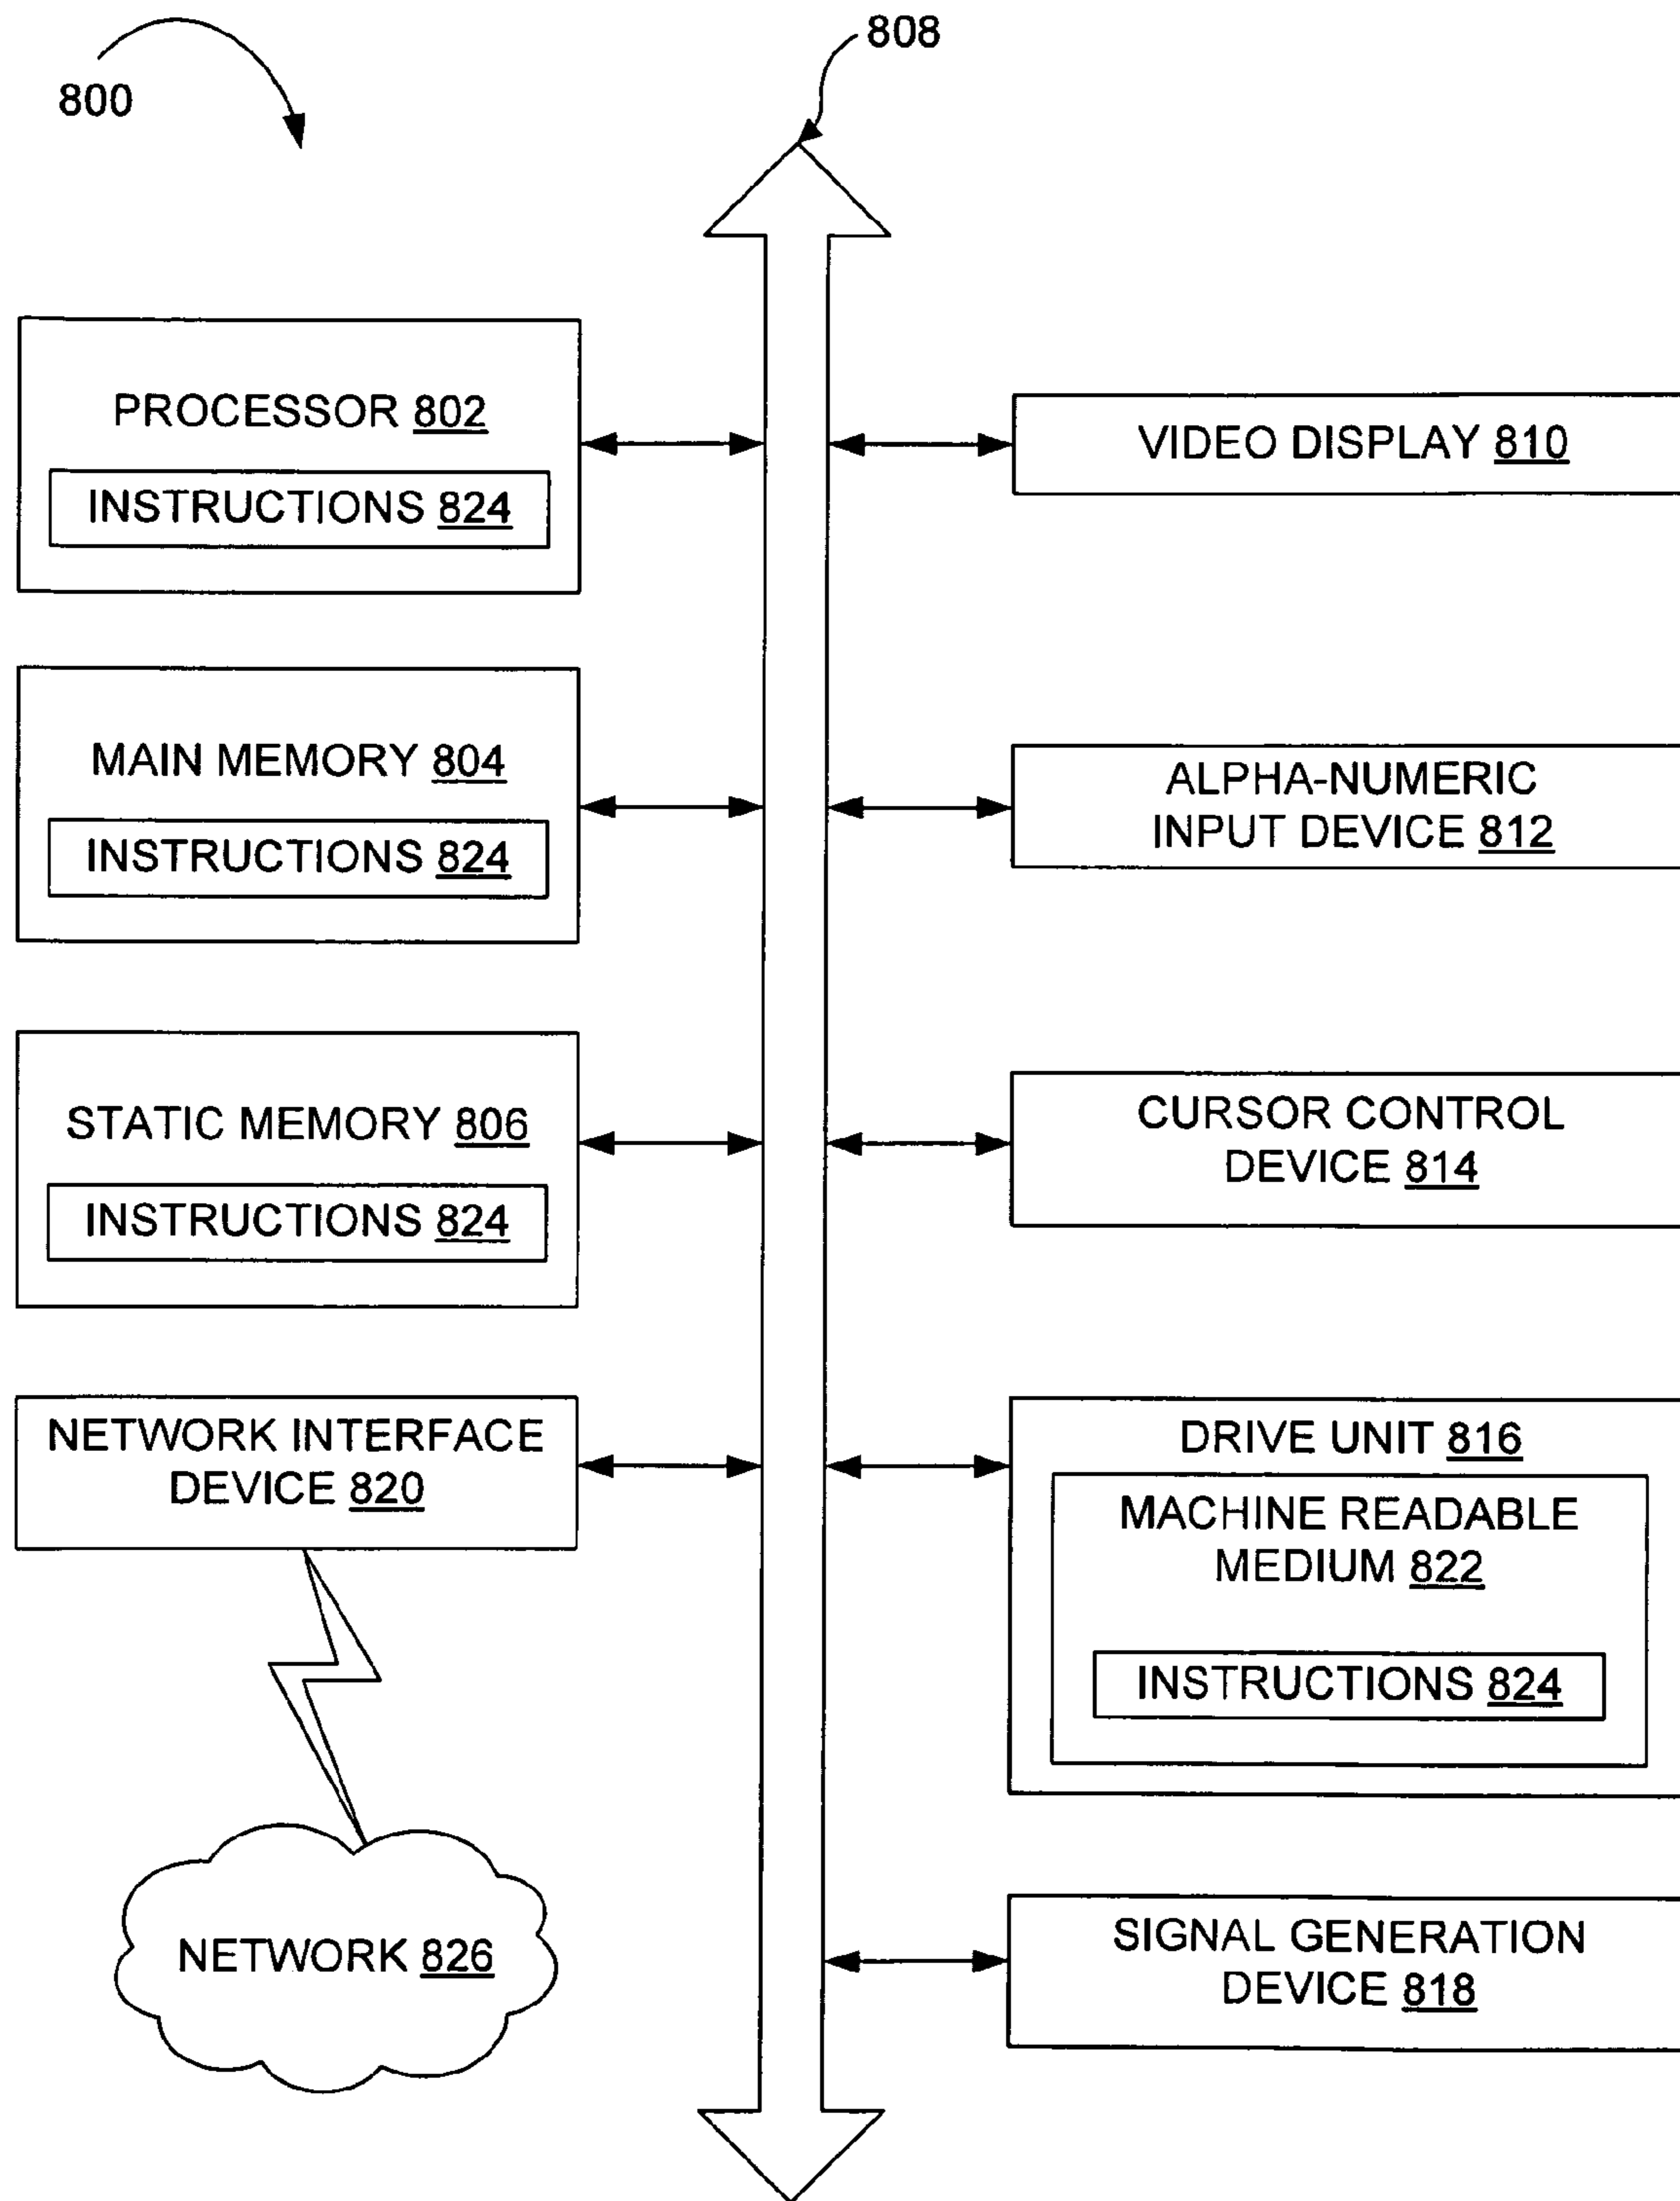 808
800
PROCESSOR 802
INSTRUCTIONS 824
MAIN MEMORY 804
INSTRUCTIONS 824
STATIC MEMORY 806
INSTRUCTIONS 824
NETWORK INTERFACE
DEVICE 820
NETWORK 826
VIDEO DISPLAY 810
ALPHA-NUMERIC
INPUT DEVICE 812
CURSOR CONTROL
DEVICE 814
DRIVE UNIT 816
MACHINE READABLE
MEDIUM 822
INSTRUCTIONS 824
SIGNAL GENERATION
DEVICE 818